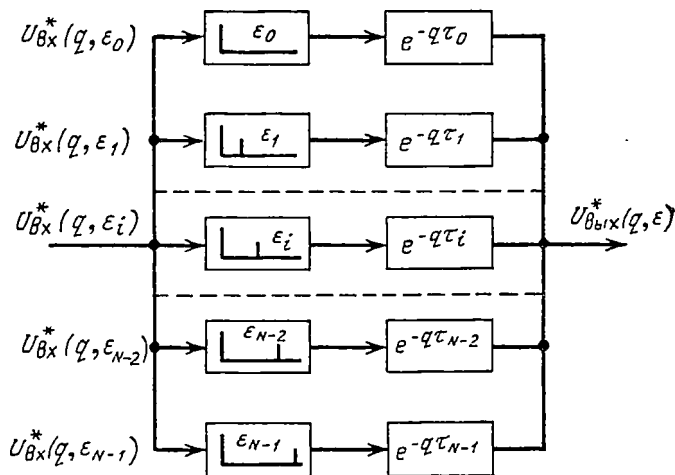 U*вх(q,ε0) ε0 e^-qτ0
U*вх(q,ε1) ε1 e^-qτ1
U*вх(q,εi) εi e^-qτi U*вых(q,ε)
U*вх(q,εN-2) εN-2 e^-qτN-2
U*вх(q,εN-1) εN-1 e^-qτN-1